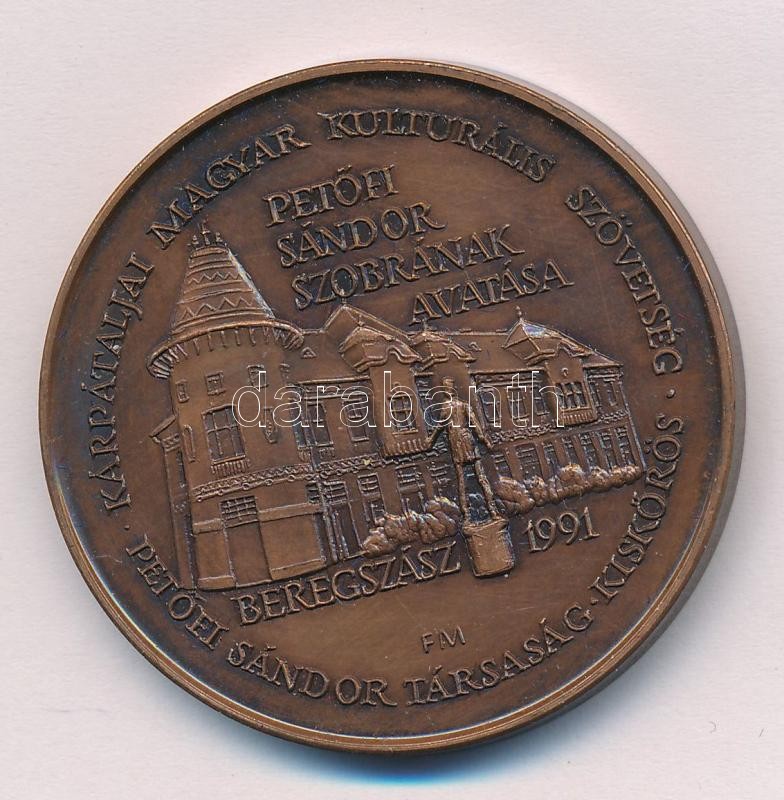 KÁRPÁTALJAI MAGYAR KULTURÁLIS SZÖVETSÉG ·
PETŐFI
SÁNDOR
SZOBRÁNAK
AVATÁSA
darabanth
BEREGSZÁSZ 1991
FM
PETŐFI SÁNDOR TÁRSASÁG · KISKŐRÖS ·